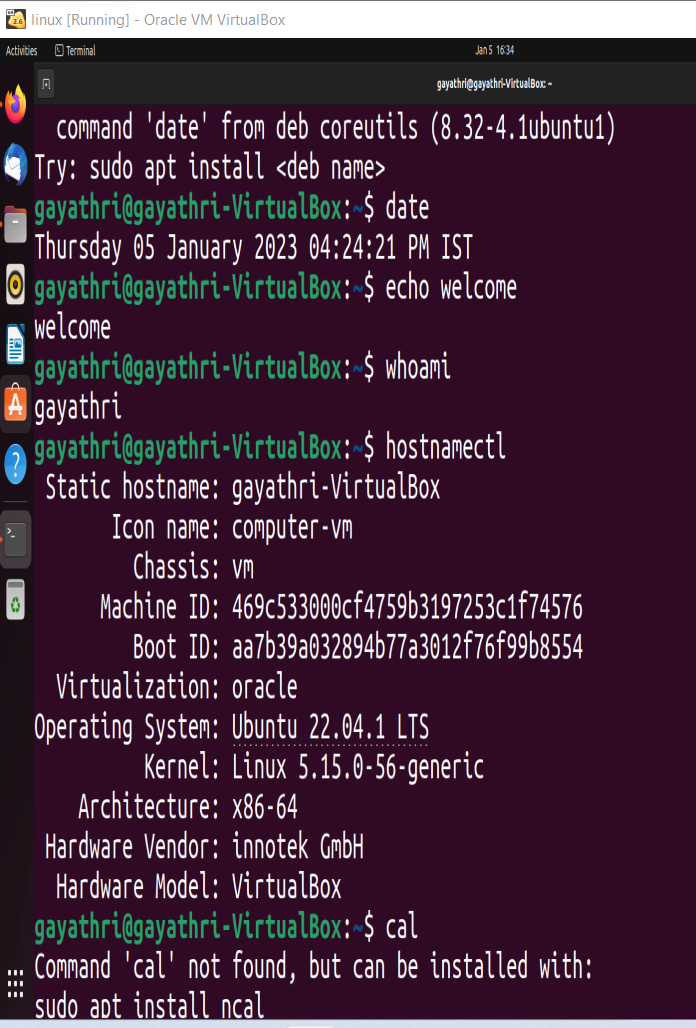 linux [Running] - Oracle VM VirtualBox
Activities Terminal Jan 5 16:34
gayathri@gayathri-VirtualBox: ~
command 'date' from deb coreutils (8.32-4.1ubuntu1)
Try: sudo apt install <deb name>
gayathri@gayathri-VirtualBox:~$ date
Thursday 05 January 2023 04:24:21 PM IST
gayathri@gayathri-VirtualBox:~$ echo welcome
welcome
gayathri@gayathri-VirtualBox:~$ whoami
gayathri
gayathri@gayathri-VirtualBox:~$ hostnamectl
Static hostname: gayathri-VirtualBox
Icon name: computer-vm
Chassis: vm
Machine ID: 469c533000cf4759b3197253c1f74576
Boot ID: aa7b39a032894b77a3012f76f99b8554
Virtualization: oracle
Operating System: Ubuntu 22.04.1 LTS
Kernel: Linux 5.15.0-56-generic
Architecture: x86-64
Hardware Vendor: innotek GmbH
Hardware Model: VirtualBox
gayathri@gayathri-VirtualBox:~$ cal
Command 'cal' not found, but can be installed with:
sudo apt install ncal